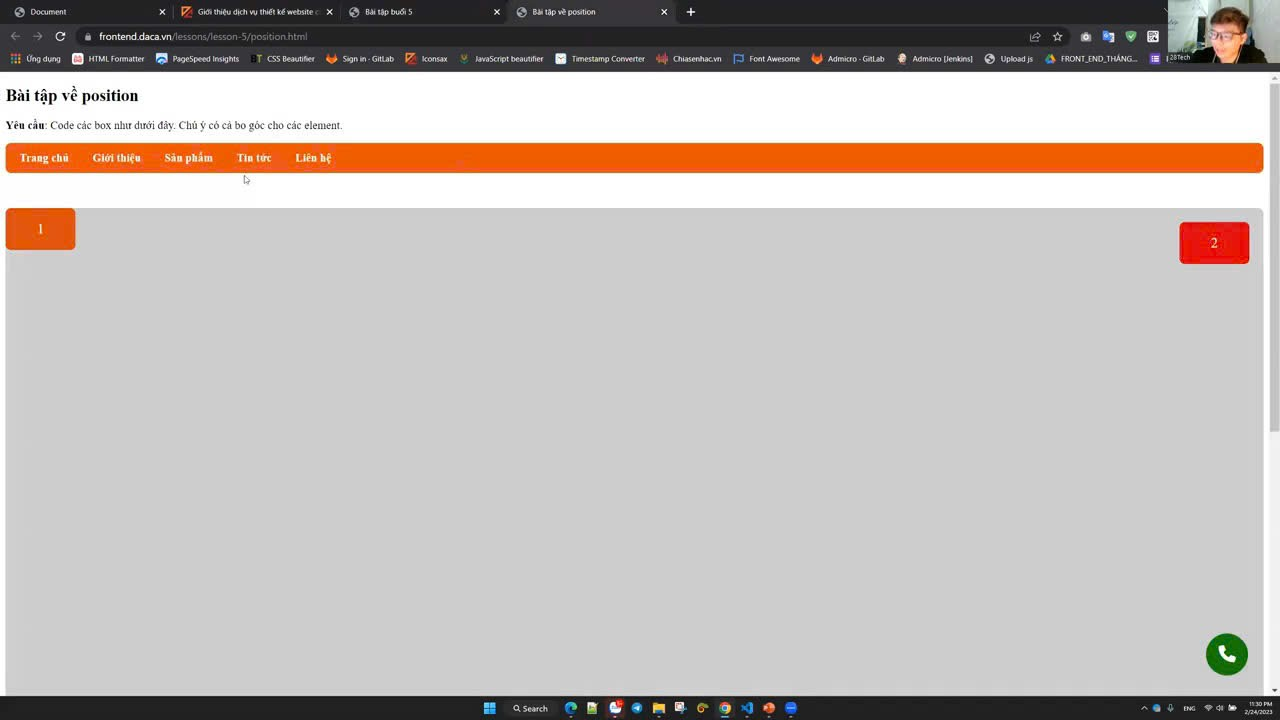 Document
Giới thiệu dịch vụ thiết kế website c
Bài tập buổi 5
Bài tập về position
frontend.daca.vn/lessons/lesson-5/position.html
Ứng dụng
HTML Formatter
PageSpeed Insights
CSS Beautifier
Sign in · GitLab
Iconsax
JavaScript beautifier
Timestamp Converter
Chiasenhac.vn
Font Awesome
Admicro - GitLab
Admicro [Jenkins]
Upload js
FRONT_END_THÁNG...
28Tech
Bài tập về position
Yêu cầu: Code các box như dưới đây. Chú ý có cả bo góc cho các element.
Trang chủ Giới thiệu Sản phẩm Tin tức Liên hệ
1
2
Search
ENG
11:30 PM
2/24/2023